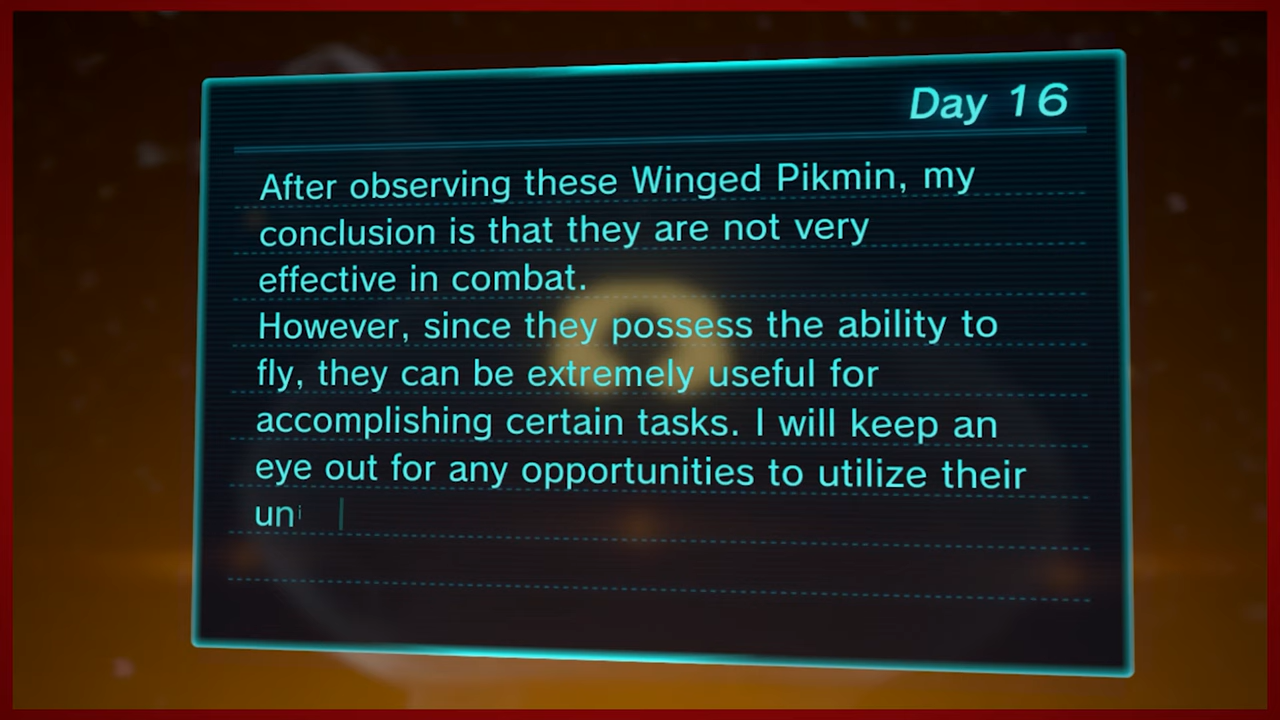 Day 16
After observing these Winged Pikmin, my
conclusion is that they are not very
effective in combat.
However, since they possess the ability to
fly, they can be extremely useful for
accomplishing certain tasks. I will keep an
eye out for any opportunities to utilize their
uni